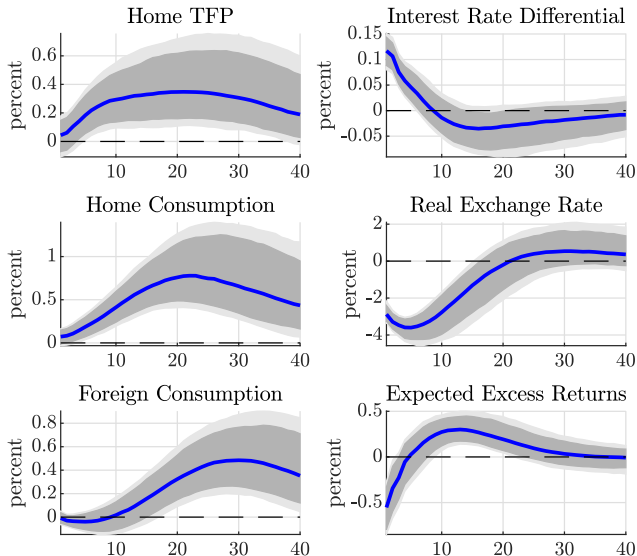 Home TFP
percent
0.6
0.4
0.2
0
10 20 30 40
Interest Rate Differential
percent
0.15
0.1
0.05
0
-0.05
10 20 30 40
Home Consumption
percent
1
0.5
0
10 20 30 40
Real Exchange Rate
percent
2
0
-2
-4
10 20 30 40
Foreign Consumption
percent
0.8
0.6
0.4
0.2
0
10 20 30 40
Expected Excess Returns
percent
0.5
0
-0.5
10 20 30 40